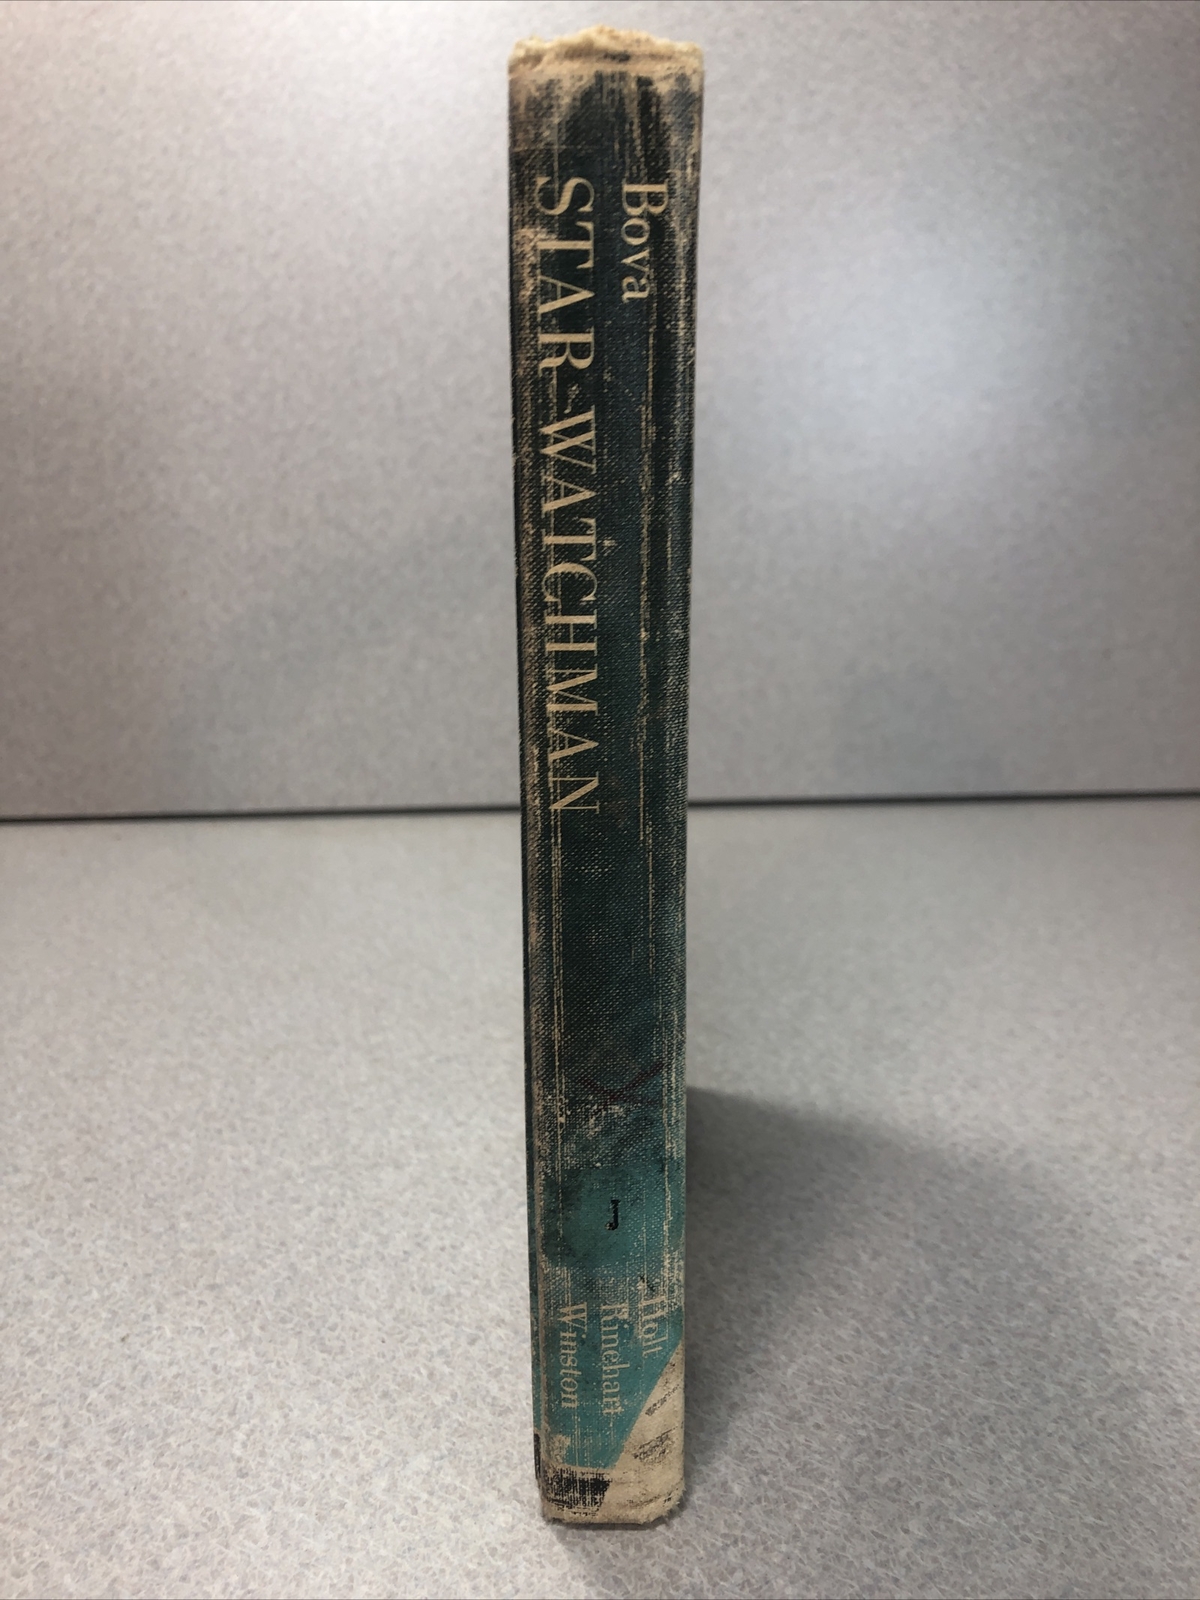 Bova
STAR WATCHMAN
J
Holt
Rinehart
Winston